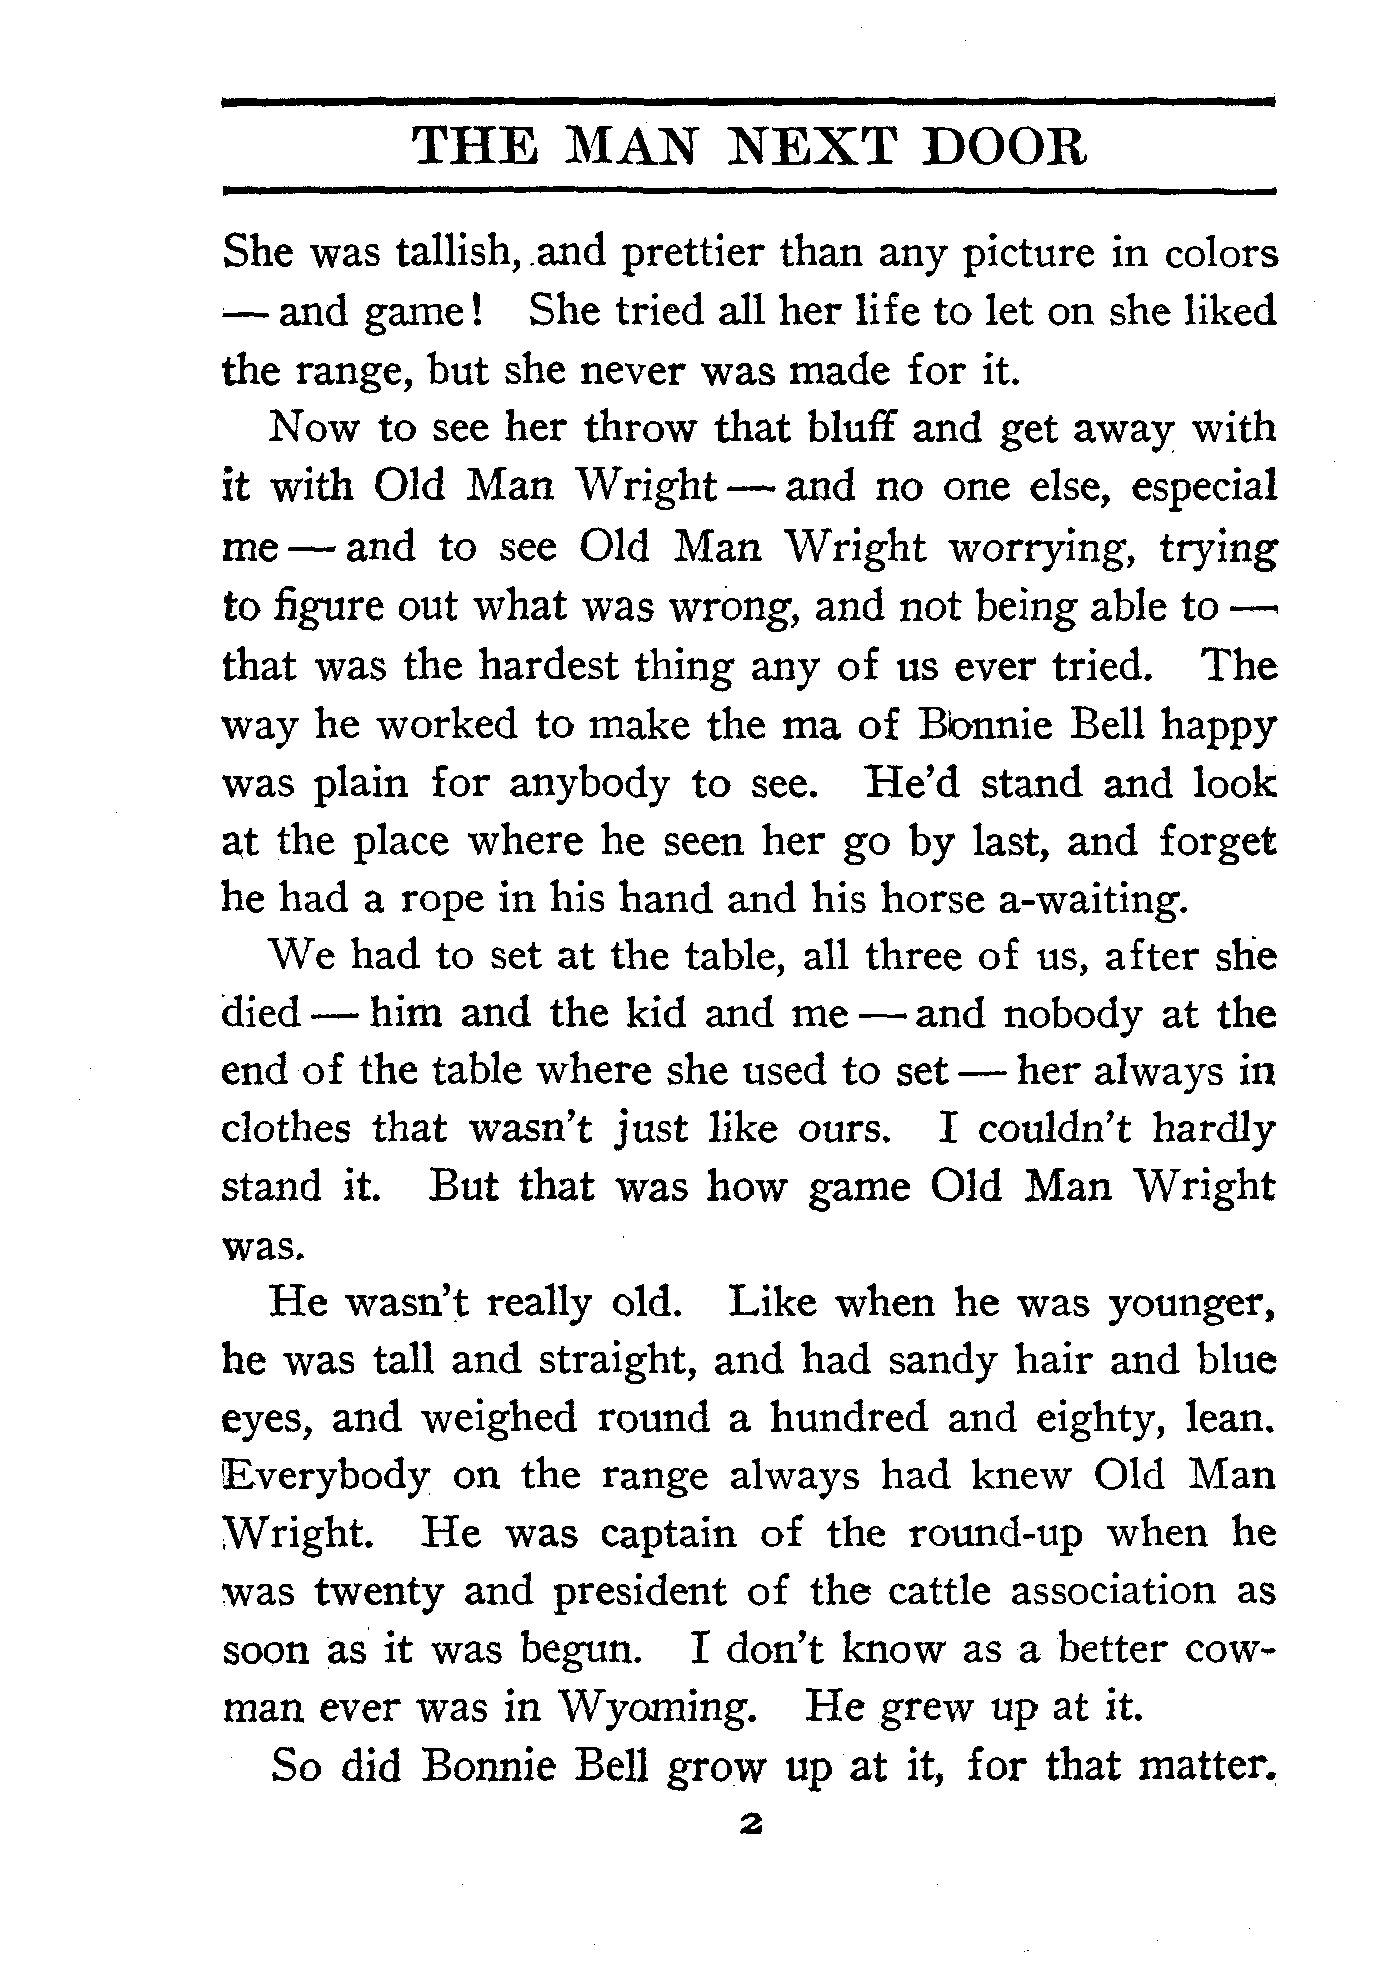 THE MAN NEXT DOOR
She was tallish, and prettier than any picture in colors
— and game! She tried all her life to let on she liked
the range, but she never was made for it.
Now to see her throw that bluff and get away with
it with Old Man Wright — and no one else, especial
me — and to see Old Man Wright worrying, trying
to figure out what was wrong, and not being able to —
that was the hardest thing any of us ever tried. The
way he worked to make the ma of Bonnie Bell happy
was plain for anybody to see. He'd stand and look
at the place where he seen her go by last, and forget
he had a rope in his hand and his horse a-waiting.
We had to set at the table, all three of us, after she
died — him and the kid and me — and nobody at the
end of the table where she used to set — her always in
clothes that wasn't just like ours. I couldn't hardly
stand it. But that was how game Old Man Wright
was.
He wasn't really old. Like when he was younger,
he was tall and straight, and had sandy hair and blue
eyes, and weighed round a hundred and eighty, lean.
Everybody on the range always had knew Old Man
Wright. He was captain of the round-up when he
was twenty and president of the cattle association as
soon as it was begun. I don't know as a better cow-
man ever was in Wyoming. He grew up at it.
So did Bonnie Bell grow up at it, for that matter.
2